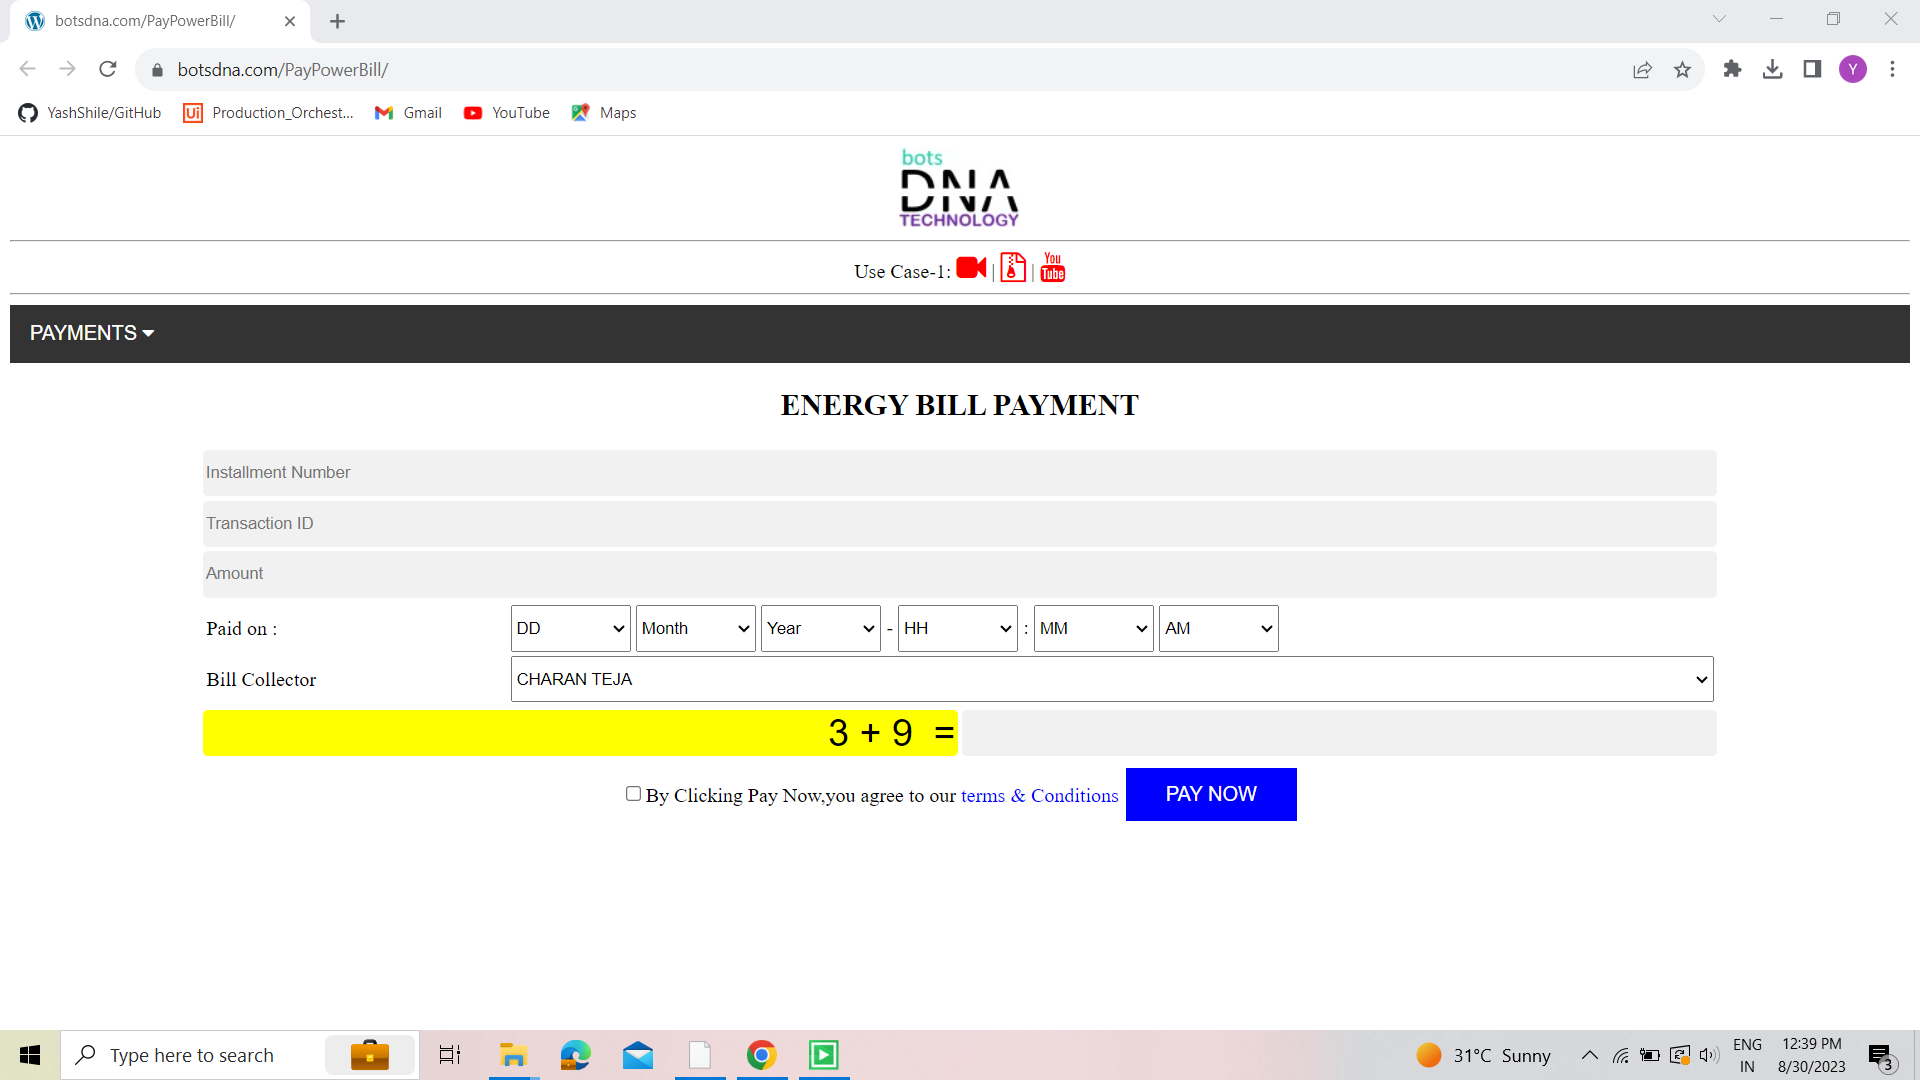 botsdna.com/PayPowerBill/
botsdna.com/PayPowerBill/
Y
YashShile/GitHub
Ui Production_Orchest...
Gmail
YouTube
Maps
bots
DNA
TECHNOLOGY
Use Case-1: | | You Tube
PAYMENTS
ENERGY BILL PAYMENT
Installment Number
Transaction ID
Amount
Paid on : DD Month Year - HH : MM AM
Bill Collector CHARAN TEJA
3 + 9 =
By Clicking Pay Now,you agree to our terms & Conditions PAY NOW
Type here to search
31°C Sunny
ENG
IN
12:39 PM
8/30/2023
3